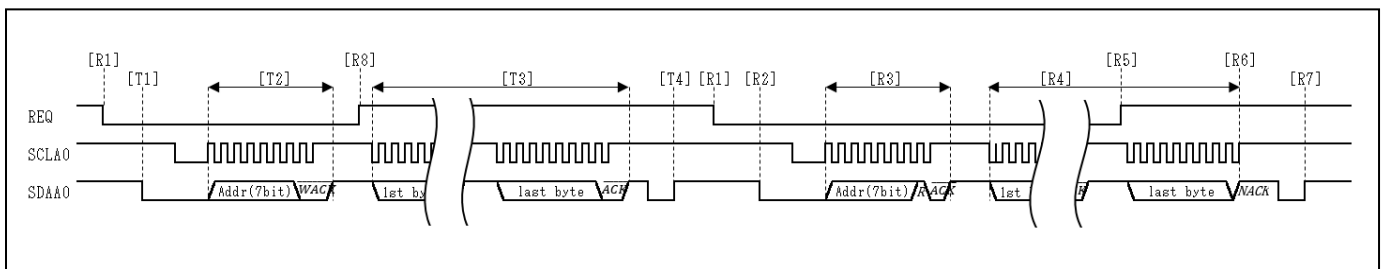 [R1] [R8] [R5] [R6]
[T1] [T2] [T3] [T4] [R1] [R2] [R3] [R4] [R7]
REQ
SCLA0
SDAA0 Addr(7bit) WACK 1st by last byte ACK Addr(7bit) R ACK 1st K last byte NACK